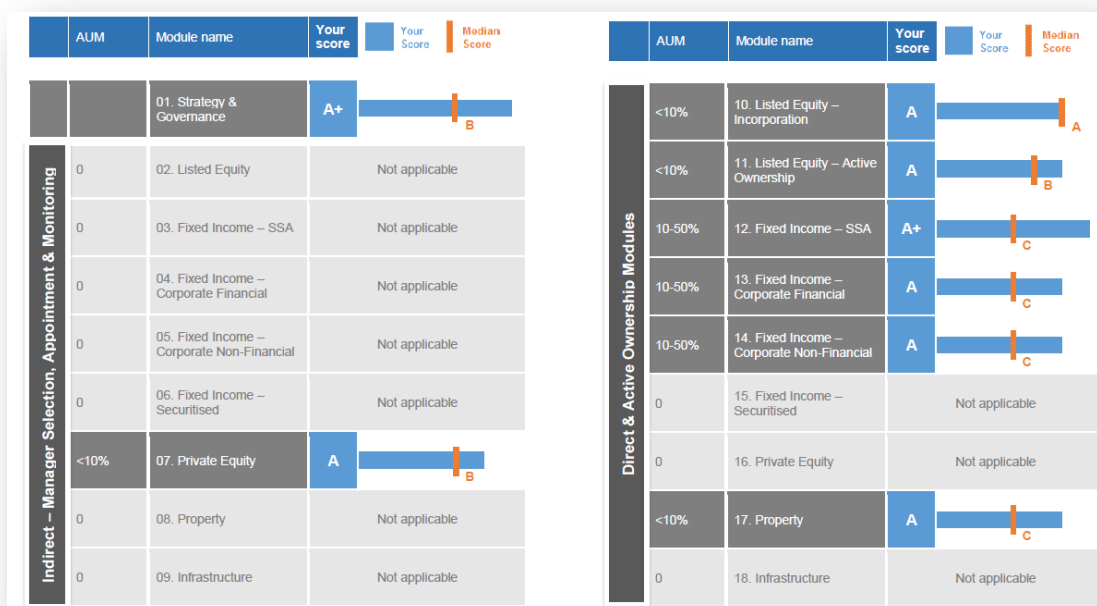 AUM
Module name
Your
score
Your
Score
Median
Score
01. Strategy &
Governance
A+
B
Indirect – Manager Selection, Appointment & Monitoring
0
02. Listed Equity
Not applicable
0
03. Fixed Income – SSA
Not applicable
0
04. Fixed Income –
Corporate Financial
Not applicable
0
05. Fixed Income –
Corporate Non-Financial
Not applicable
0
06. Fixed Income –
Securitised
Not applicable
<10%
07. Private Equity
A
B
0
08. Property
Not applicable
0
09. Infrastructure
Not applicable
AUM
Module name
Your
score
Your
Score
Median
Score
Direct & Active Ownership Modules
<10%
10. Listed Equity –
Incorporation
A
A
<10%
11. Listed Equity – Active
Ownership
A
B
10-50%
12. Fixed Income – SSA
A+
C
10-50%
13. Fixed Income –
Corporate Financial
A
C
10-50%
14. Fixed Income –
Corporate Non-Financial
A
C
0
15. Fixed Income –
Securitised
Not applicable
0
16. Private Equity
Not applicable
<10%
17. Property
A
C
0
18. Infrastructure
Not applicable